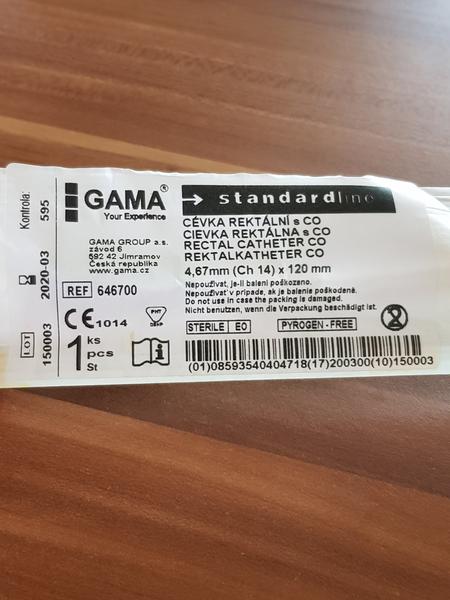 Kontrola: 595
2020-03
LOT 150003
GAMA®
Your Experience
GAMA GROUP a.s.
závod 6
592 42 Jimramov
Česká republika
www.gama.cz
REF 646700
CE 1014
PHT
DEHP
1 ks
pcs
St
standardline
CÉVKA REKTÁLNÍ s CO
CIEVKA REKTÁLNA s CO
RECTAL CATHETER CO
REKTALKATHETER CO
4,67mm (Ch 14) x 120 mm
Nepoužívat, je-li balení poškozeno.
Nepoužívať v prípade, ak je balenie poškodené.
Do not use in case the packing is damaged.
Nicht benutzen, wenn die Verpackung beschädigt ist.
STERILE EO
PYROGEN-FREE
2
(01)08593540404718(17)200300(10)150003